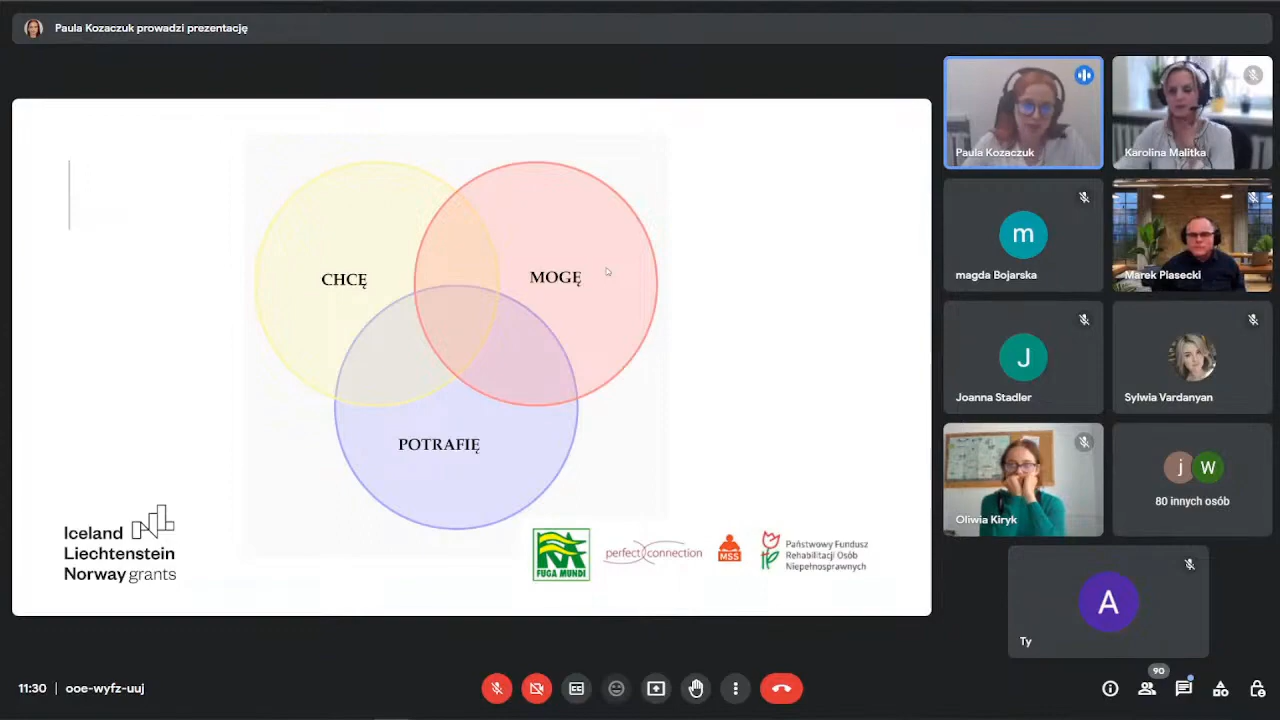 Paula Kozaczuk prowadzi prezentację
CHCĘ
MOGĘ
POTRAFIĘ
Iceland
Liechtenstein
Norway grants
FUGA MUNDI
perfect connection
MSS
Państwowy Fundusz
Rehabilitacji Osób
Niepełnosprawnych
Paula Kozaczuk
Karolina Malitka
m
magda Bojarska
Marek Piasecki
J
Joanna Stadler
Sylwia Vardanyan
Oliwia Kiryk
j W
80 innych osób
A
Ty
11:30 | ooe-wyfz-uuj
90